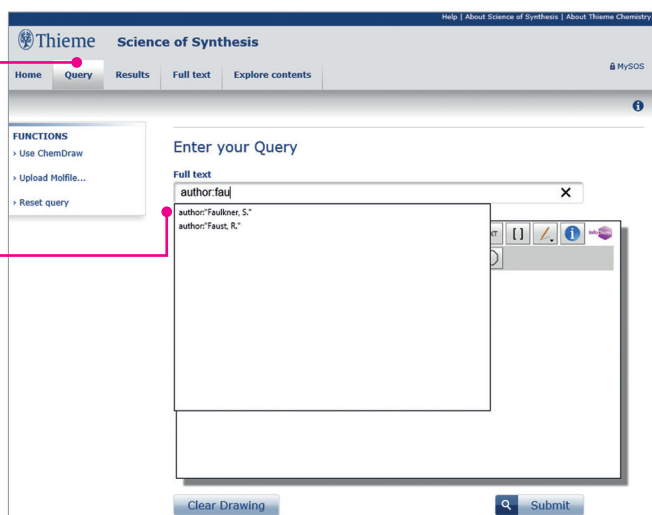 Help | About Science of Synthesis | About Thieme Chemistry
Thieme Science of Synthesis
Home Query Results Full text Explore contents
MySOS
FUNCTIONS
› Use ChemDraw
› Upload Molfile...
› Reset query
Enter your Query
Full text
author:fau
author:"Faulkner, S."
author:"Faust, R."
[ ]
Clear Drawing
Submit